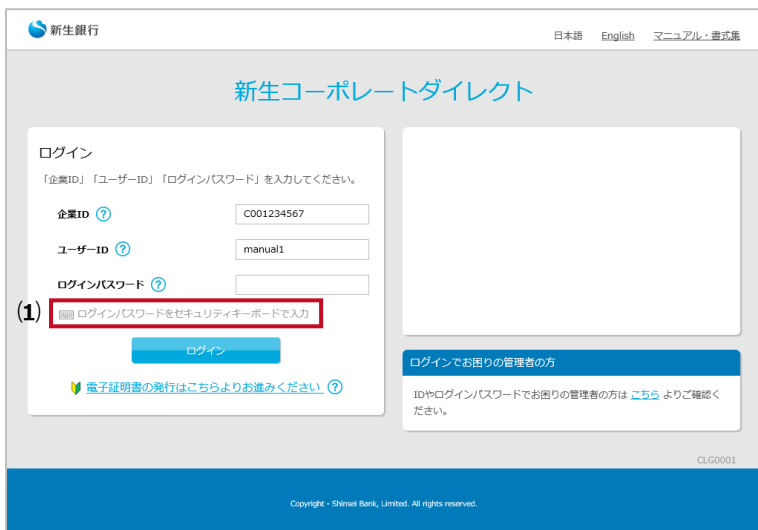 新生銀行
日本語 English マニュアル・書式集
新生コーポレートダイレクト
ログイン
「企業ID」「ユーザーID」「ログインパスワード」を入力してください。
企業ID ? C001234567
ユーザーID ? manual1
ログインパスワード ?
(1) ログインパスワードをセキュリティキーボードで入力
ログイン
電子証明書の発行はこちらよりお進みください ?
ログインでお困りの管理者の方
IDやログインパスワードでお困りの管理者の方は こちら よりご確認く
ださい。
CLG0001
Copyright - Shinsei Bank, Limited. All rights reserved.